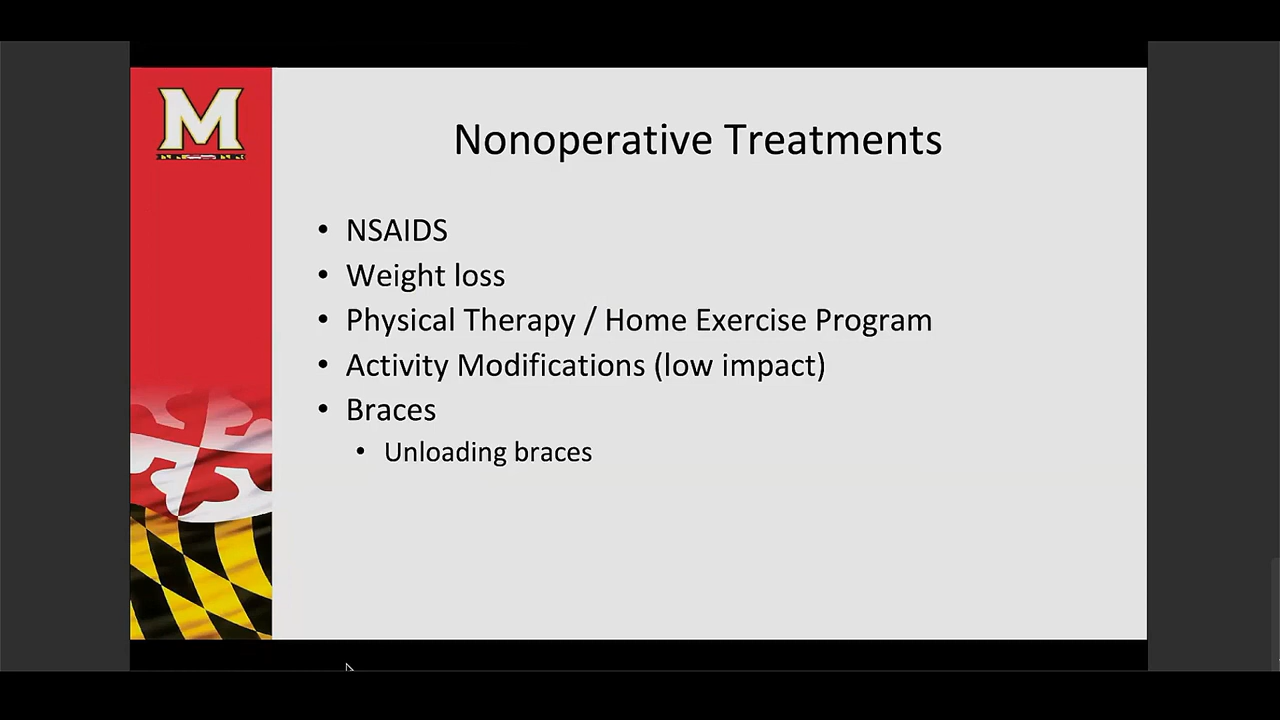 M
Nonoperative Treatments
• NSAIDS
• Weight loss
• Physical Therapy / Home Exercise Program
• Activity Modifications (low impact)
• Braces
• Unloading braces